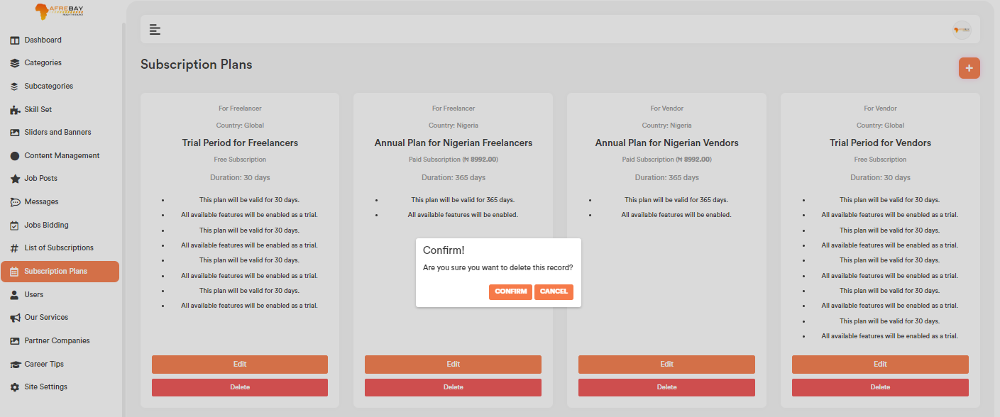 AFREBAY
Dashboard
Categories
Subcategories
Skill Set
Sliders and Banners
Content Management
Job Posts
Messages
Jobs Bidding
List of Subscriptions
Subscription Plans
Users
Our Services
Partner Companies
Career Tips
Site Settings
Subscription Plans
+
For Freelancer
Country: Global
Trial Period for Freelancers
Free Subscription
Duration: 30 days
• This plan will be valid for 30 days.
• All available features will be enabled as a trial.
• This plan will be valid for 30 days.
• All available features will be enabled as a trial.
• This plan will be valid for 30 days.
• All available features will be enabled as a trial.
• This plan will be valid for 30 days.
• All available features will be enabled as a trial.
Edit
Delete
For Freelancer
Country: Nigeria
Annual Plan for Nigerian Freelancers
Paid Subscription (₦ 8992.00)
Duration: 365 days
• This plan will be valid for 365 days.
• All available features will be enabled.
Edit
Delete
For Vendor
Country: Nigeria
Annual Plan for Nigerian Vendors
Paid Subscription (₦ 8992.00)
Duration: 365 days
• This plan will be valid for 365 days.
• All available features will be enabled.
Edit
Delete
For Vendor
Country: Global
Trial Period for Vendors
Free Subscription
Duration: 30 days
• This plan will be valid for 30 days.
• All available features will be enabled as a trial.
• This plan will be valid for 30 days.
• All available features will be enabled as a trial.
• This plan will be valid for 30 days.
• All available features will be enabled as a trial.
• This plan will be valid for 30 days.
• All available features will be enabled as a trial.
• This plan will be valid for 30 days.
• All available features will be enabled as a trial.
Edit
Delete
Confirm!
Are you sure you want to delete this record?
CONFIRM CANCEL